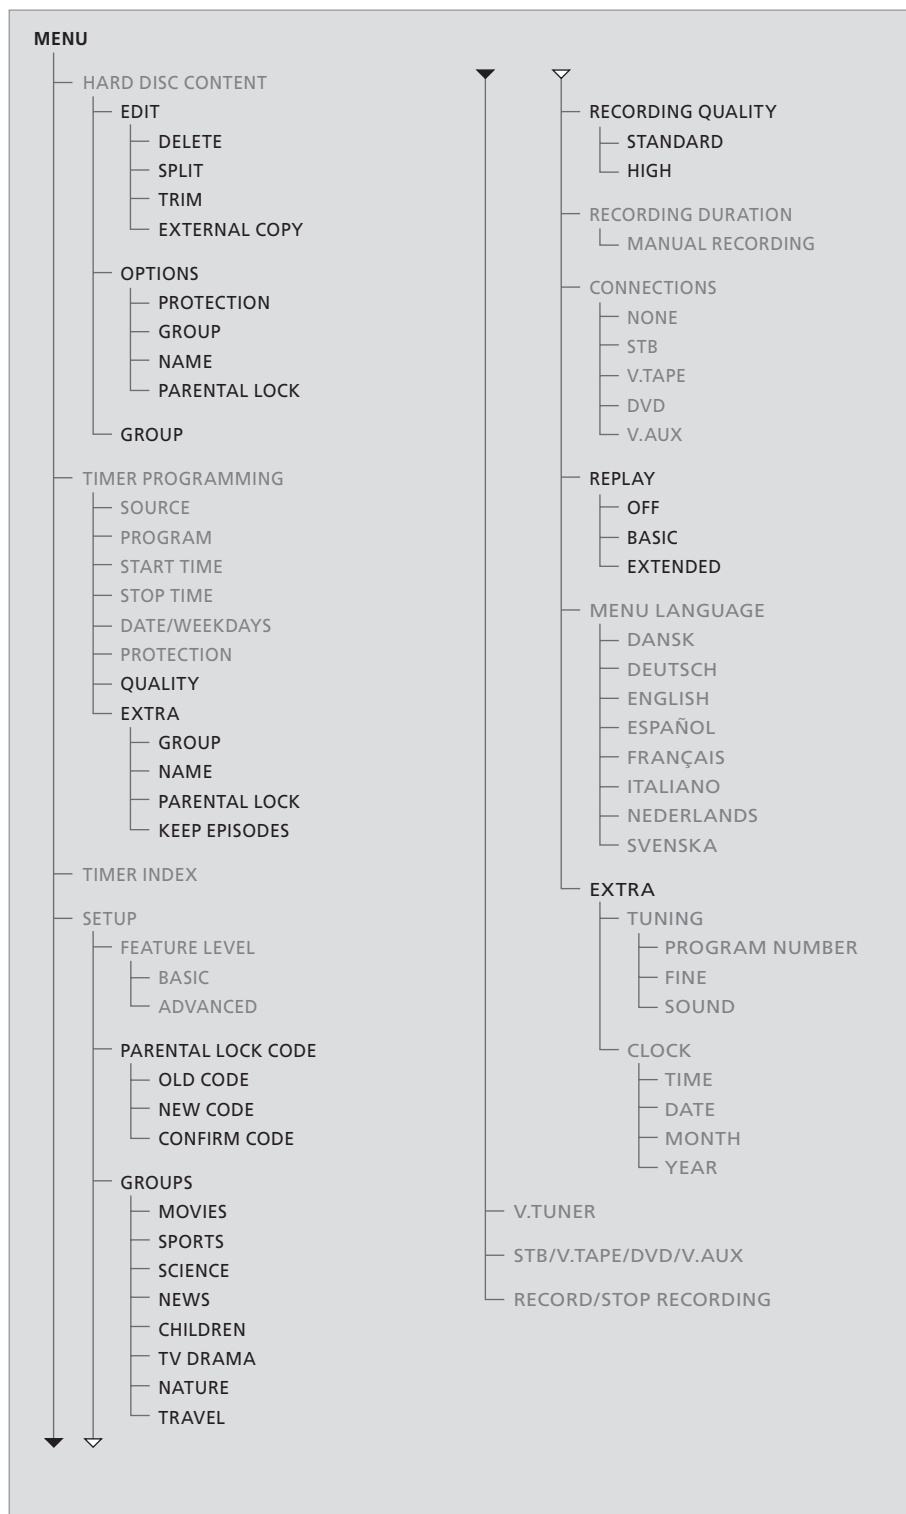 MENU
HARD DISC CONTENT
EDIT
DELETE
SPLIT
TRIM
EXTERNAL COPY
OPTIONS
PROTECTION
GROUP
NAME
PARENTAL LOCK
GROUP
TIMER PROGRAMMING
SOURCE
PROGRAM
START TIME
STOP TIME
DATE/WEEKDAYS
PROTECTION
QUALITY
EXTRA
GROUP
NAME
PARENTAL LOCK
KEEP EPISODES
TIMER INDEX
SETUP
FEATURE LEVEL
BASIC
ADVANCED
PARENTAL LOCK CODE
OLD CODE
NEW CODE
CONFIRM CODE
GROUPS
MOVIES
SPORTS
SCIENCE
NEWS
CHILDREN
TV DRAMA
NATURE
TRAVEL
RECORDING QUALITY
STANDARD
HIGH
RECORDING DURATION
MANUAL RECORDING
CONNECTIONS
NONE
STB
V.TAPE
DVD
V.AUX
REPLAY
OFF
BASIC
EXTENDED
MENU LANGUAGE
DANSK
DEUTSCH
ENGLISH
ESPAÑOL
FRANÇAIS
ITALIANO
NEDERLANDS
SVENSKA
EXTRA
TUNING
PROGRAM NUMBER
FINE
SOUND
CLOCK
TIME
DATE
MONTH
YEAR
V.TUNER
STB/V.TAPE/DVD/V.AUX
RECORD/STOP RECORDING